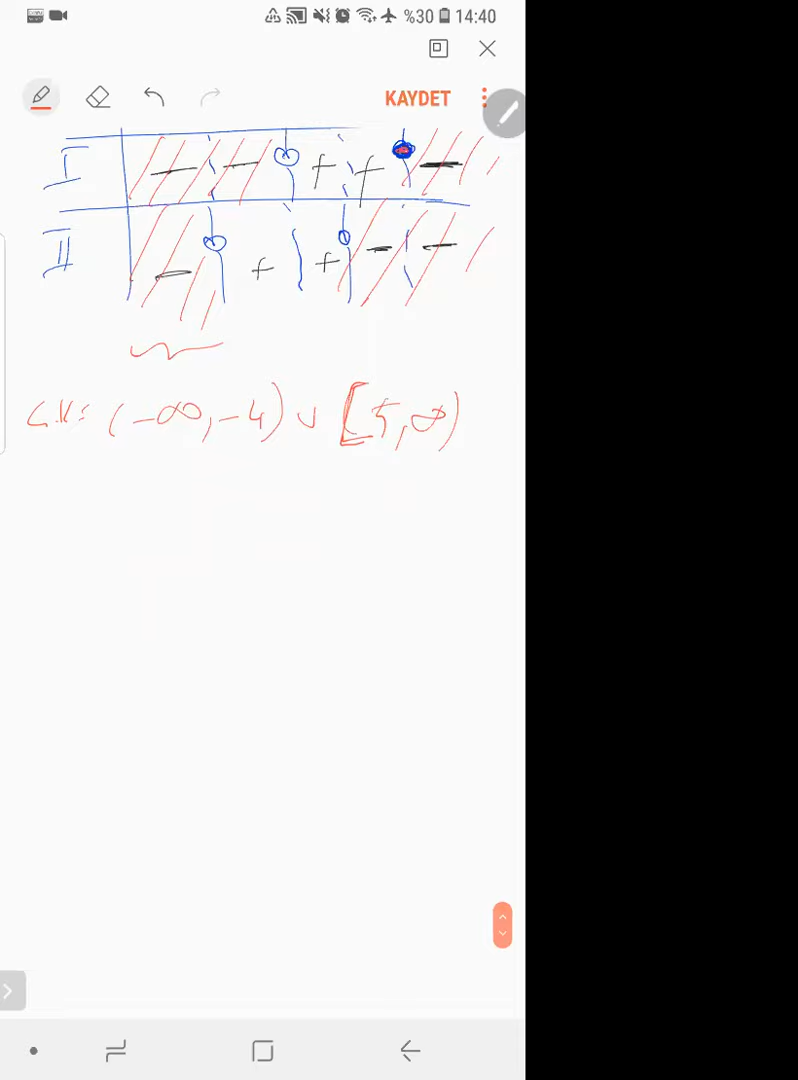 %30 14:40
KAYDET
I - - + + -
II - + + - -
Ç.K: (-∞, -4) ∪ [5, ∞)